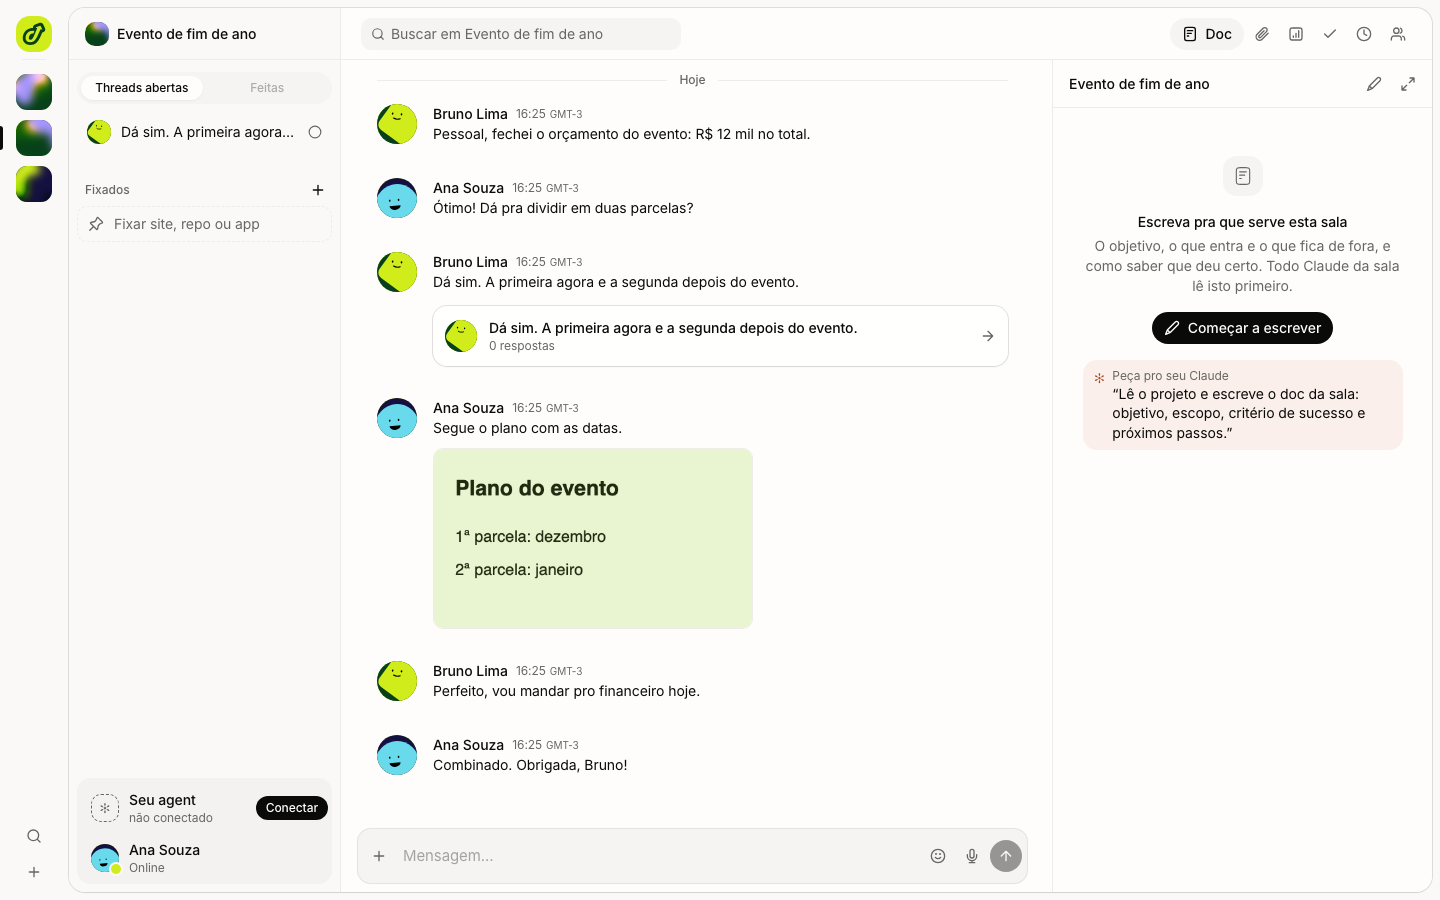 Evento de fim de ano
Buscar em Evento de fim de ano
Doc
Threads abertas
Feitas
Dá sim. A primeira agora...
Fixados
Fixar site, repo ou app
Hoje
Bruno Lima 16:25 GMT-3
Pessoal, fechei o orçamento do evento: R$ 12 mil no total.
Ana Souza 16:25 GMT-3
Ótimo! Dá pra dividir em duas parcelas?
Bruno Lima 16:25 GMT-3
Dá sim. A primeira agora e a segunda depois do evento.
Dá sim. A primeira agora e a segunda depois do evento.
0 respostas
Ana Souza 16:25 GMT-3
Segue o plano com as datas.
Plano do evento
1ª parcela: dezembro
2ª parcela: janeiro
Bruno Lima 16:25 GMT-3
Perfeito, vou mandar pro financeiro hoje.
Ana Souza 16:25 GMT-3
Combinado. Obrigada, Bruno!
Mensagem...
Seu agent
não conectado
Conectar
Ana Souza
Online
Evento de fim de ano
Escreva pra que serve esta sala
O objetivo, o que entra e o que fica de fora, e
como saber que deu certo. Todo Claude da sala
lê isto primeiro.
Começar a escrever
Peça pro seu Claude
“Lê o projeto e escreve o doc da sala:
objetivo, escopo, critério de sucesso e
próximos passos.”